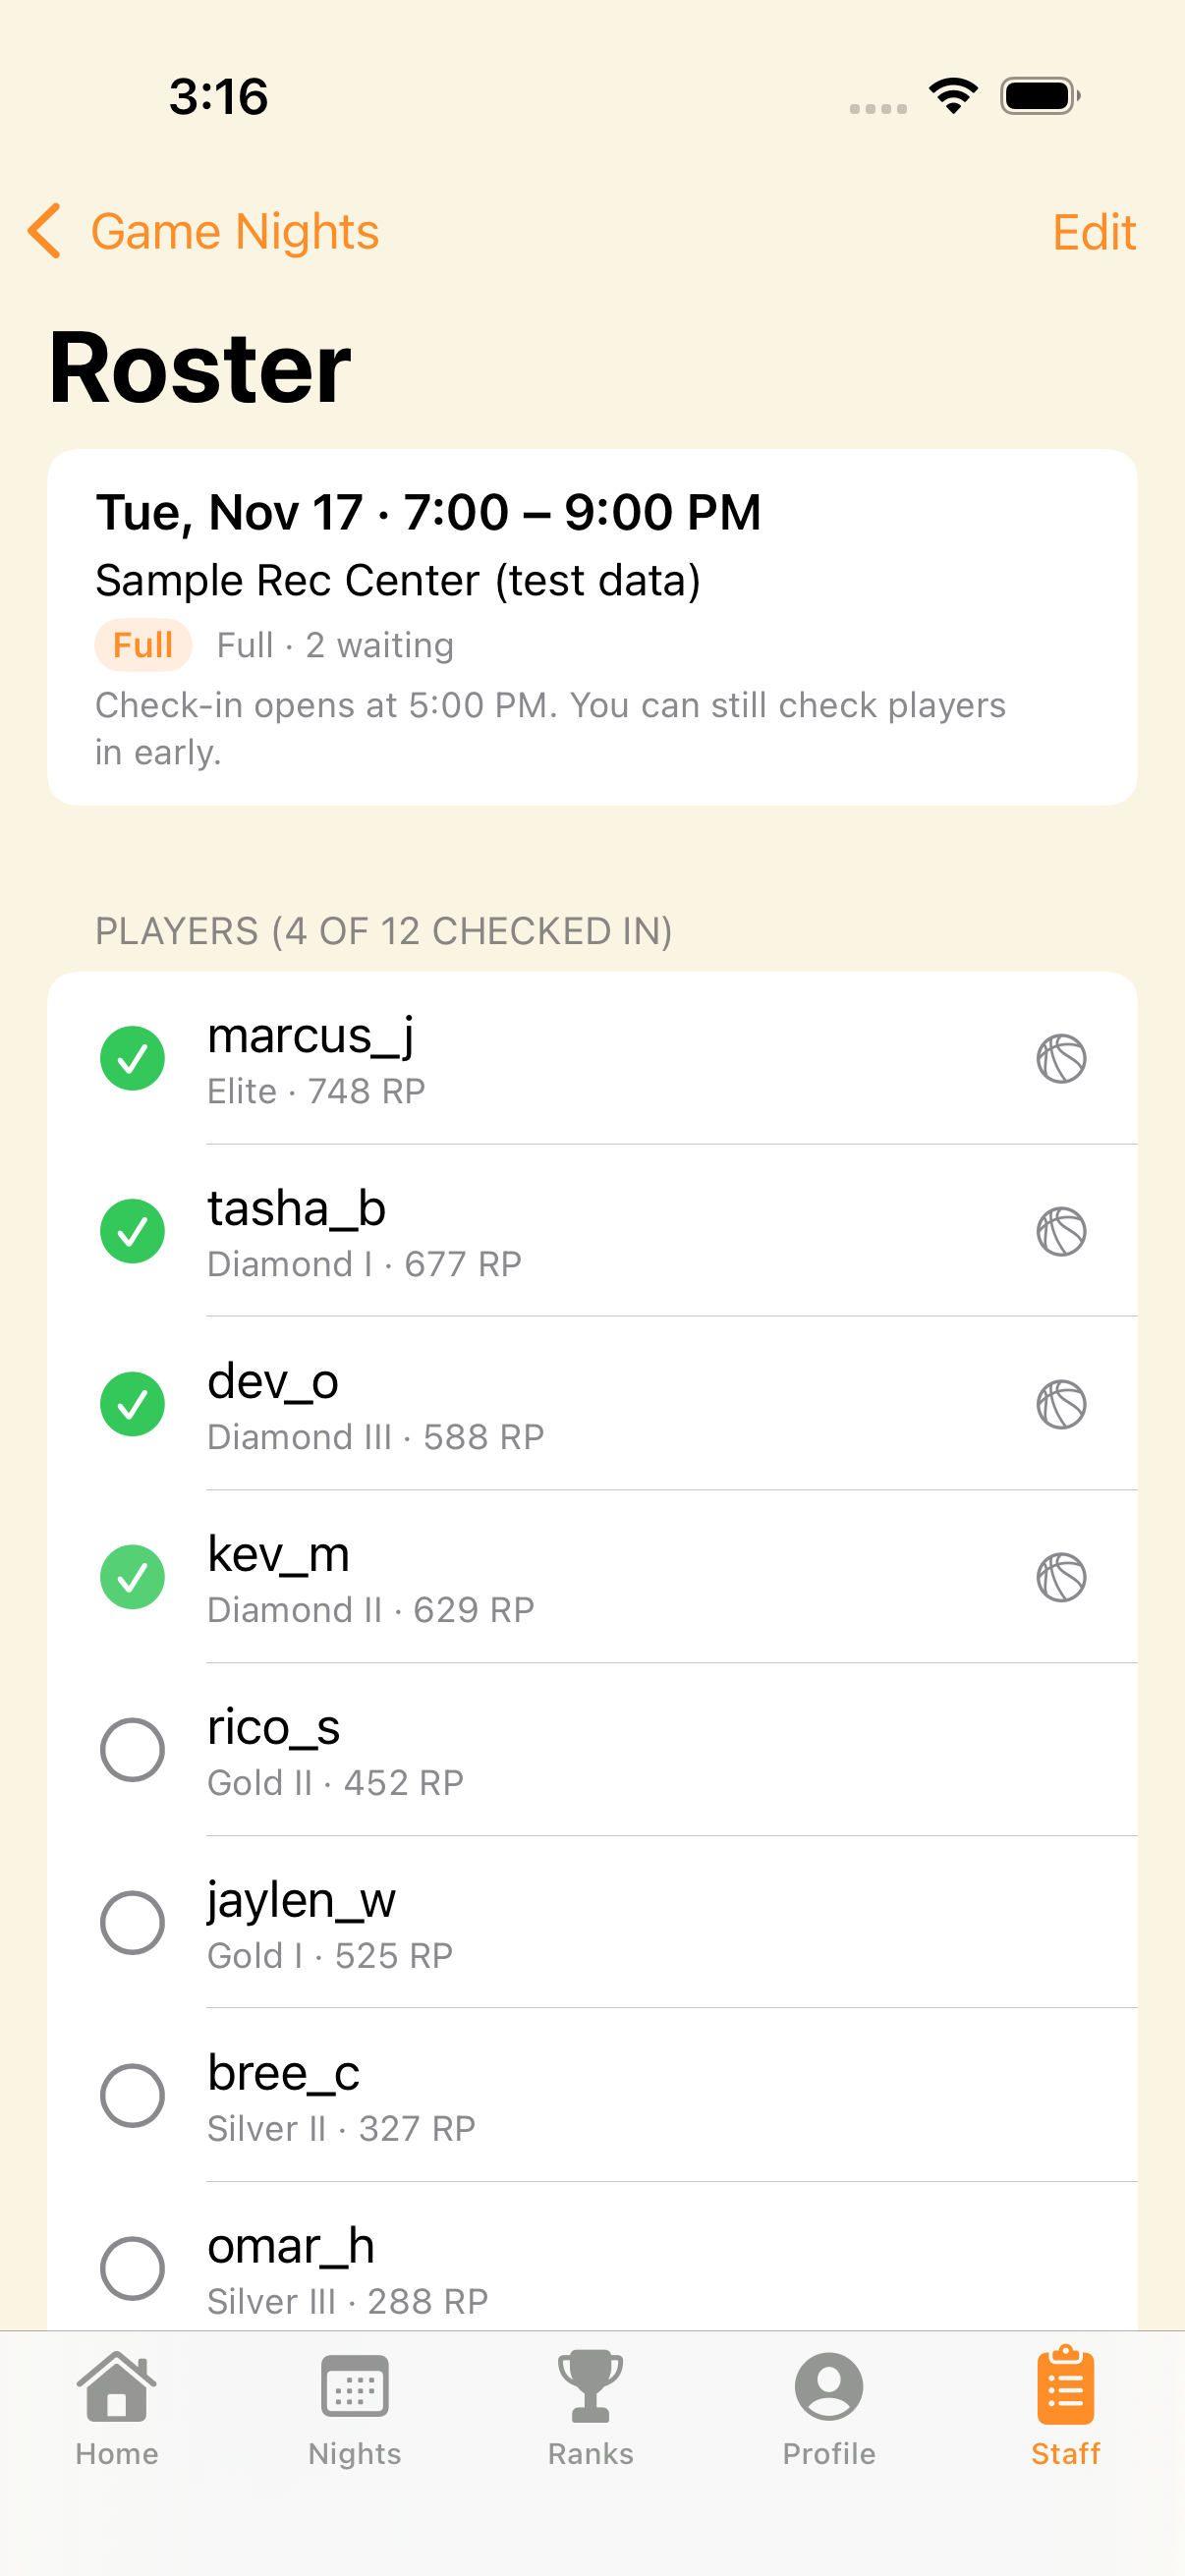 3:16
Game Nights
Edit
Roster
Tue, Nov 17 · 7:00 – 9:00 PM
Sample Rec Center (test data)
Full
Full · 2 waiting
Check-in opens at 5:00 PM. You can still check players
in early.
PLAYERS (4 OF 12 CHECKED IN)
marcus_j
Elite · 748 RP
tasha_b
Diamond I · 677 RP
dev_o
Diamond III · 588 RP
kev_m
Diamond II · 629 RP
rico_s
Gold II · 452 RP
jaylen_w
Gold I · 525 RP
bree_c
Silver II · 327 RP
omar_h
Silver III · 288 RP
Home
Nights
Ranks
Profile
Staff